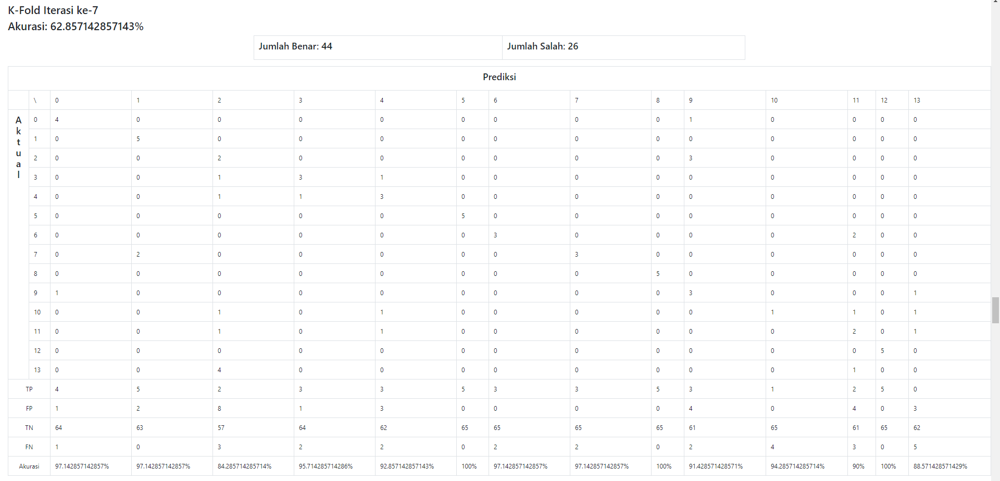 K-Fold Iterasi ke-7
Akurasi: 62.857142857143%
Jumlah Benar: 44 Jumlah Salah: 26
Prediksi
\ 0 1 2 3 4 5 6 7 8 9 10 11 12 13
Aktual
0 4 0 0 0 0 0 0 0 0 1 0 0 0 0
1 0 5 0 0 0 0 0 0 0 0 0 0 0 0
2 0 0 2 0 0 0 0 0 0 3 0 0 0 0
3 0 0 1 3 1 0 0 0 0 0 0 0 0 0
4 0 0 1 1 3 0 0 0 0 0 0 0 0 0
5 0 0 0 0 0 5 0 0 0 0 0 0 0 0
6 0 0 0 0 0 0 3 0 0 0 0 2 0 0
7 0 2 0 0 0 0 0 3 0 0 0 0 0 0
8 0 0 0 0 0 0 0 0 5 0 0 0 0 0
9 1 0 0 0 0 0 0 0 0 3 0 0 0 1
10 0 0 1 0 1 0 0 0 0 0 1 1 0 1
11 0 0 1 0 1 0 0 0 0 0 0 2 0 1
12 0 0 0 0 0 0 0 0 0 0 0 0 5 0
13 0 0 4 0 0 0 0 0 0 0 0 1 0 0
TP 4 5 2 3 3 5 3 3 5 3 1 2 5 0
FP 1 2 8 1 3 0 0 0 0 4 0 4 0 3
TN 64 63 57 64 62 65 65 65 65 61 65 61 65 62
FN 1 0 3 2 2 0 2 2 0 2 4 3 0 5
Akurasi 97.142857142857% 97.142857142857% 84.285714285714% 95.714285714286% 92.857142857143% 100% 97.142857142857% 97.142857142857% 100% 91.428571428571% 94.285714285714% 90% 100% 88.571428571429%